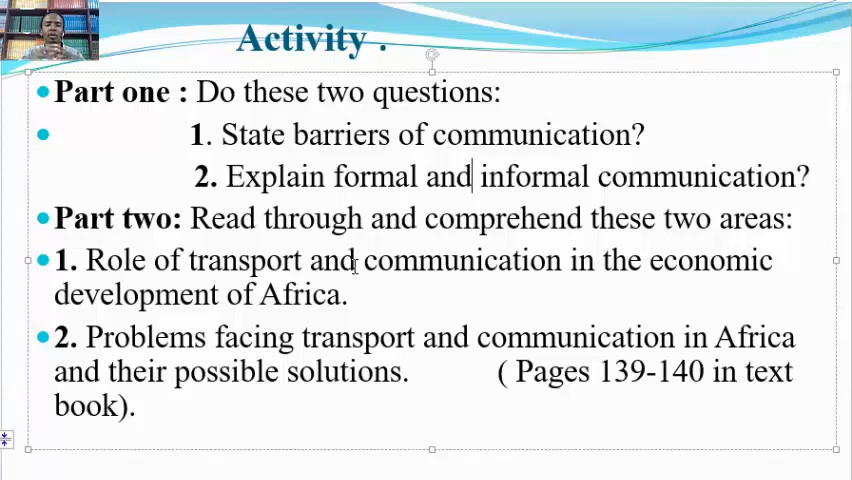 Activity .
Part one : Do these two questions:
1. State barriers of communication?
2. Explain formal and informal communication?
Part two: Read through and comprehend these two areas:
1. Role of transport and communication in the economic
development of Africa.
2. Problems facing transport and communication in Africa
and their possible solutions. ( Pages 139-140 in text
book).